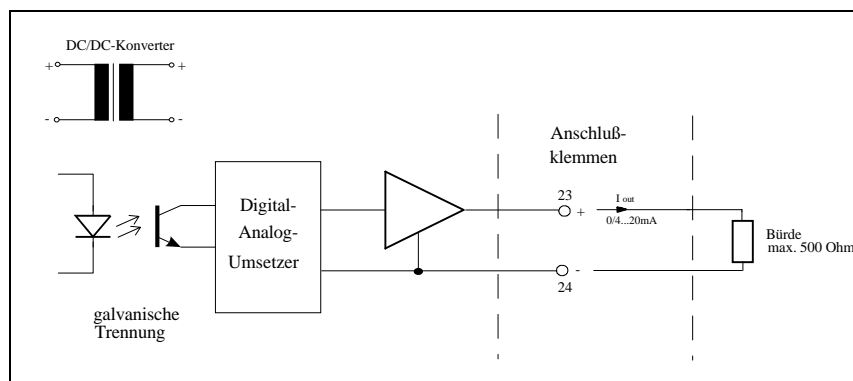 DC/DC-Konverter
+ +
- -
Anschluß-
klemmen
23
+
I out
0/4...20mA
Digital-
Analog-
Umsetzer
Bürde
max. 500 Ohm
-
24
galvanische
Trennung